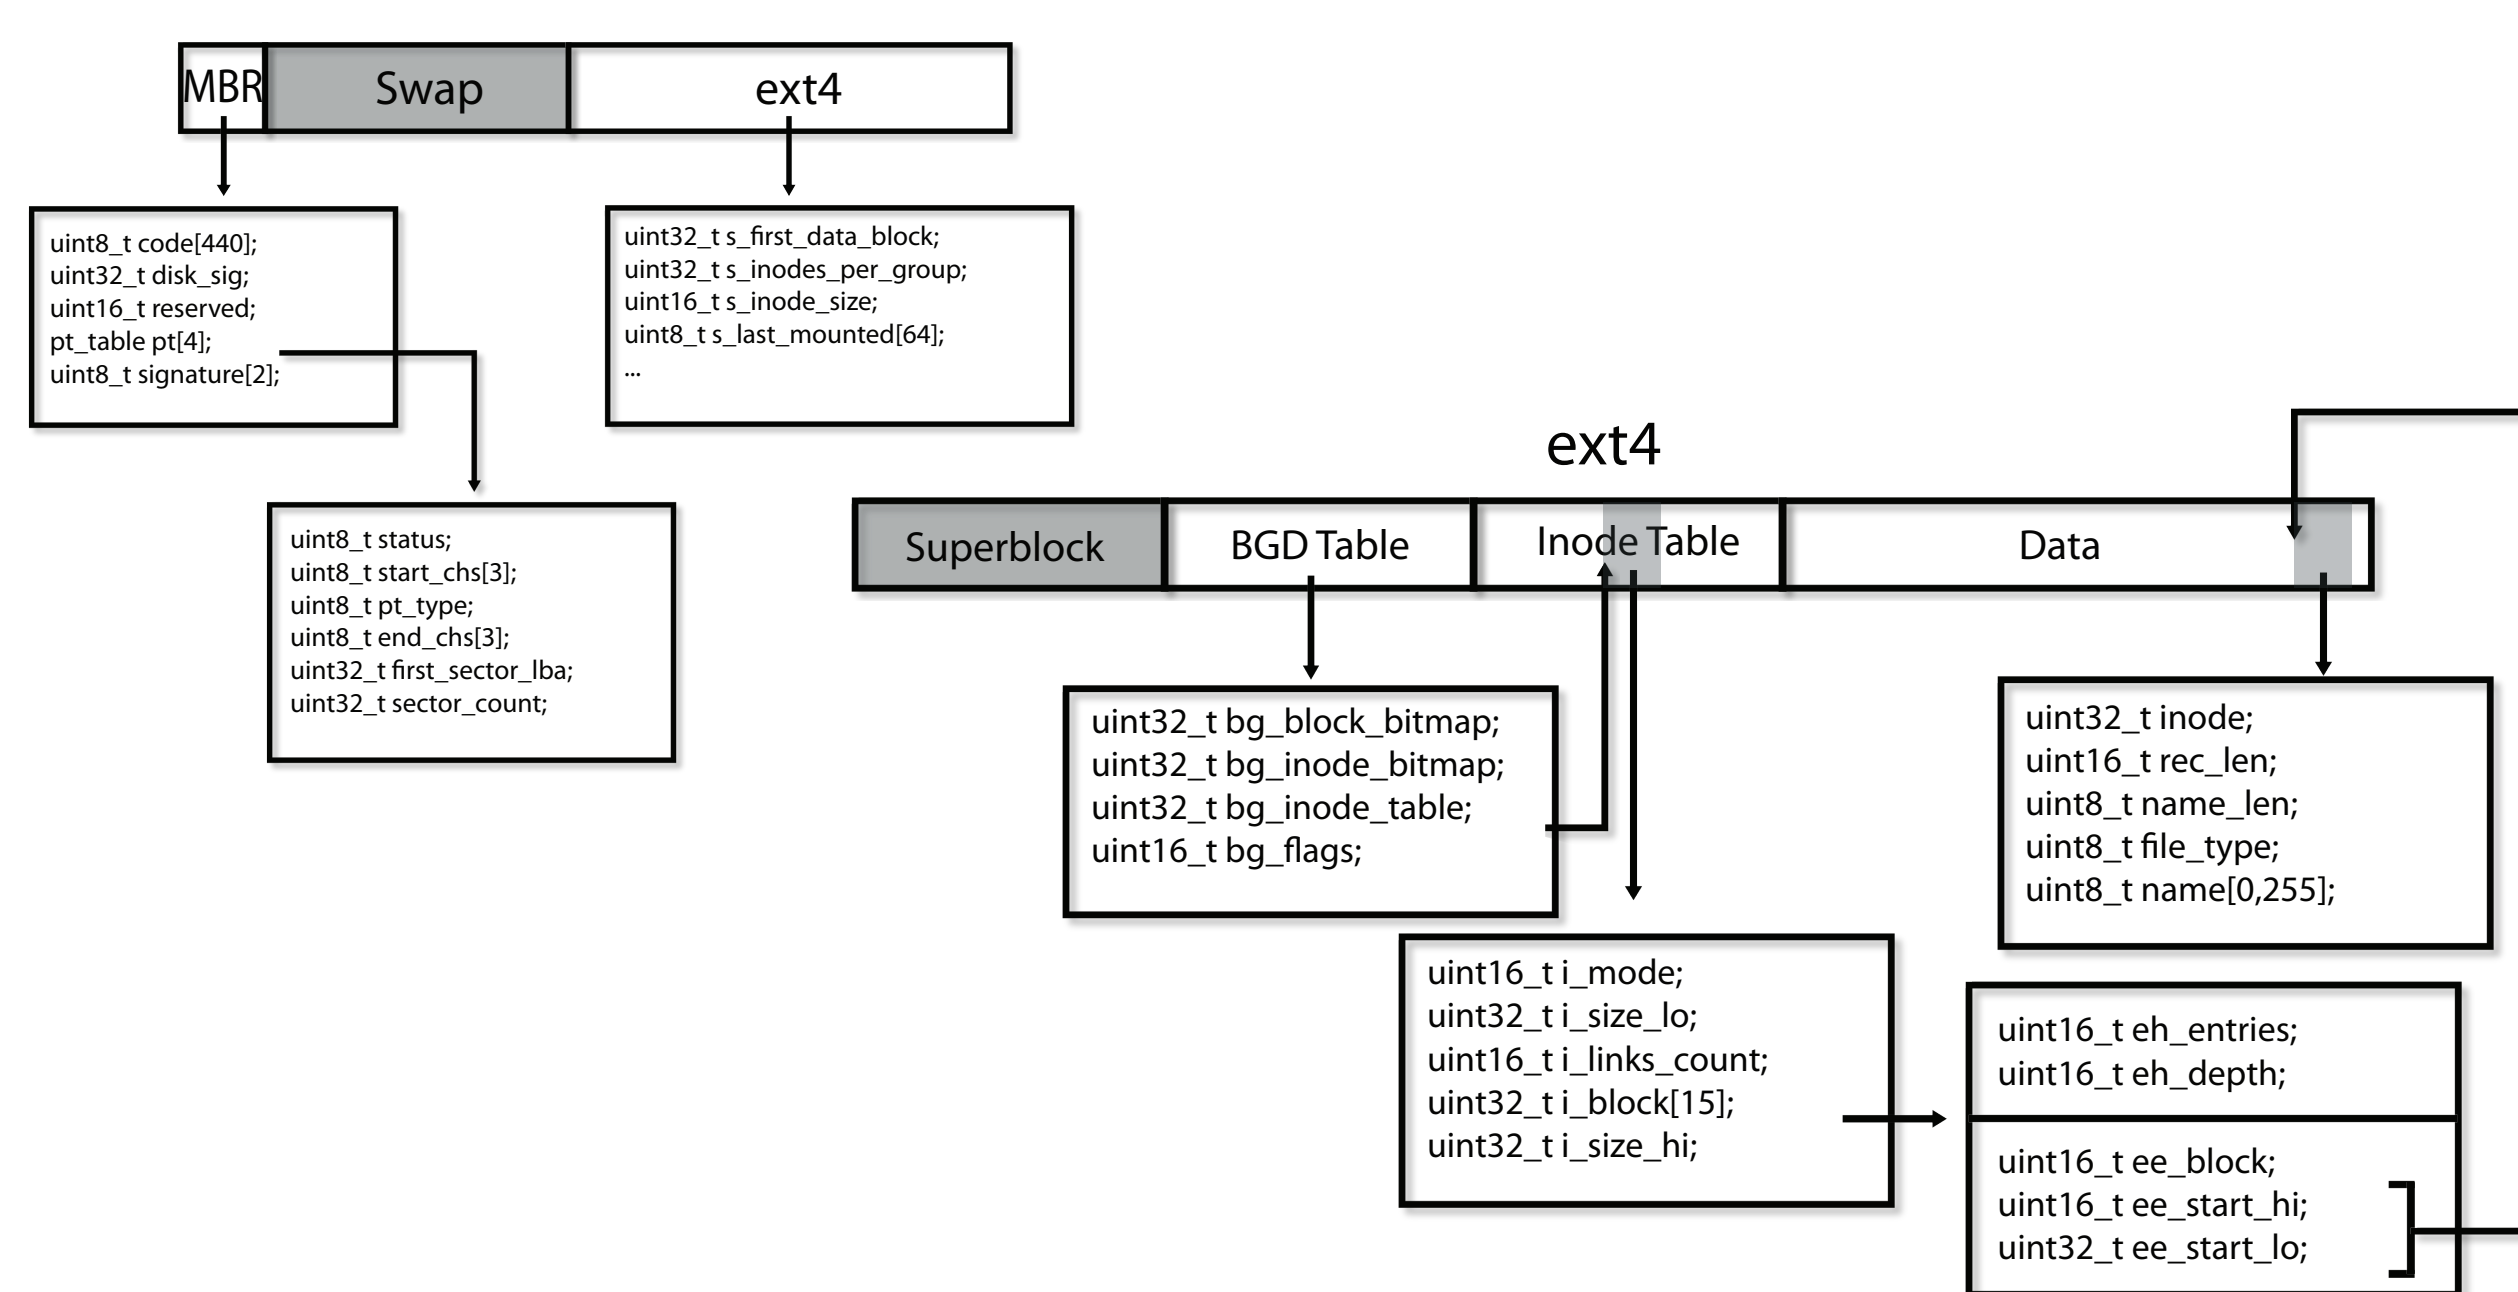 MBR
Swap
ext4
uint8_t code[440];
uint32_t disk_sig;
uint16_t reserved;
pt_table pt[4];
uint8_t signature[2];
uint32_t s_first_data_block;
uint32_t s_inodes_per_group;
uint16_t s_inode_size;
uint8_t s_last_mounted[64];
...
uint8_t status;
uint8_t start_chs[3];
uint8_t pt_type;
uint8_t end_chs[3];
uint32_t first_sector_lba;
uint32_t sector_count;
ext4
Superblock
BGD Table
Inode Table
Data
uint32_t bg_block_bitmap;
uint32_t bg_inode_bitmap;
uint32_t bg_inode_table;
uint16_t bg_flags;
uint32_t inode;
uint16_t rec_len;
uint8_t name_len;
uint8_t file_type;
uint8_t name[0,255];
uint16_t i_mode;
uint32_t i_size_lo;
uint16_t i_links_count;
uint32_t i_block[15];
uint32_t i_size_hi;
uint16_t eh_entries;
uint16_t eh_depth;
uint16_t ee_block;
uint16_t ee_start_hi;
uint32_t ee_start_lo;